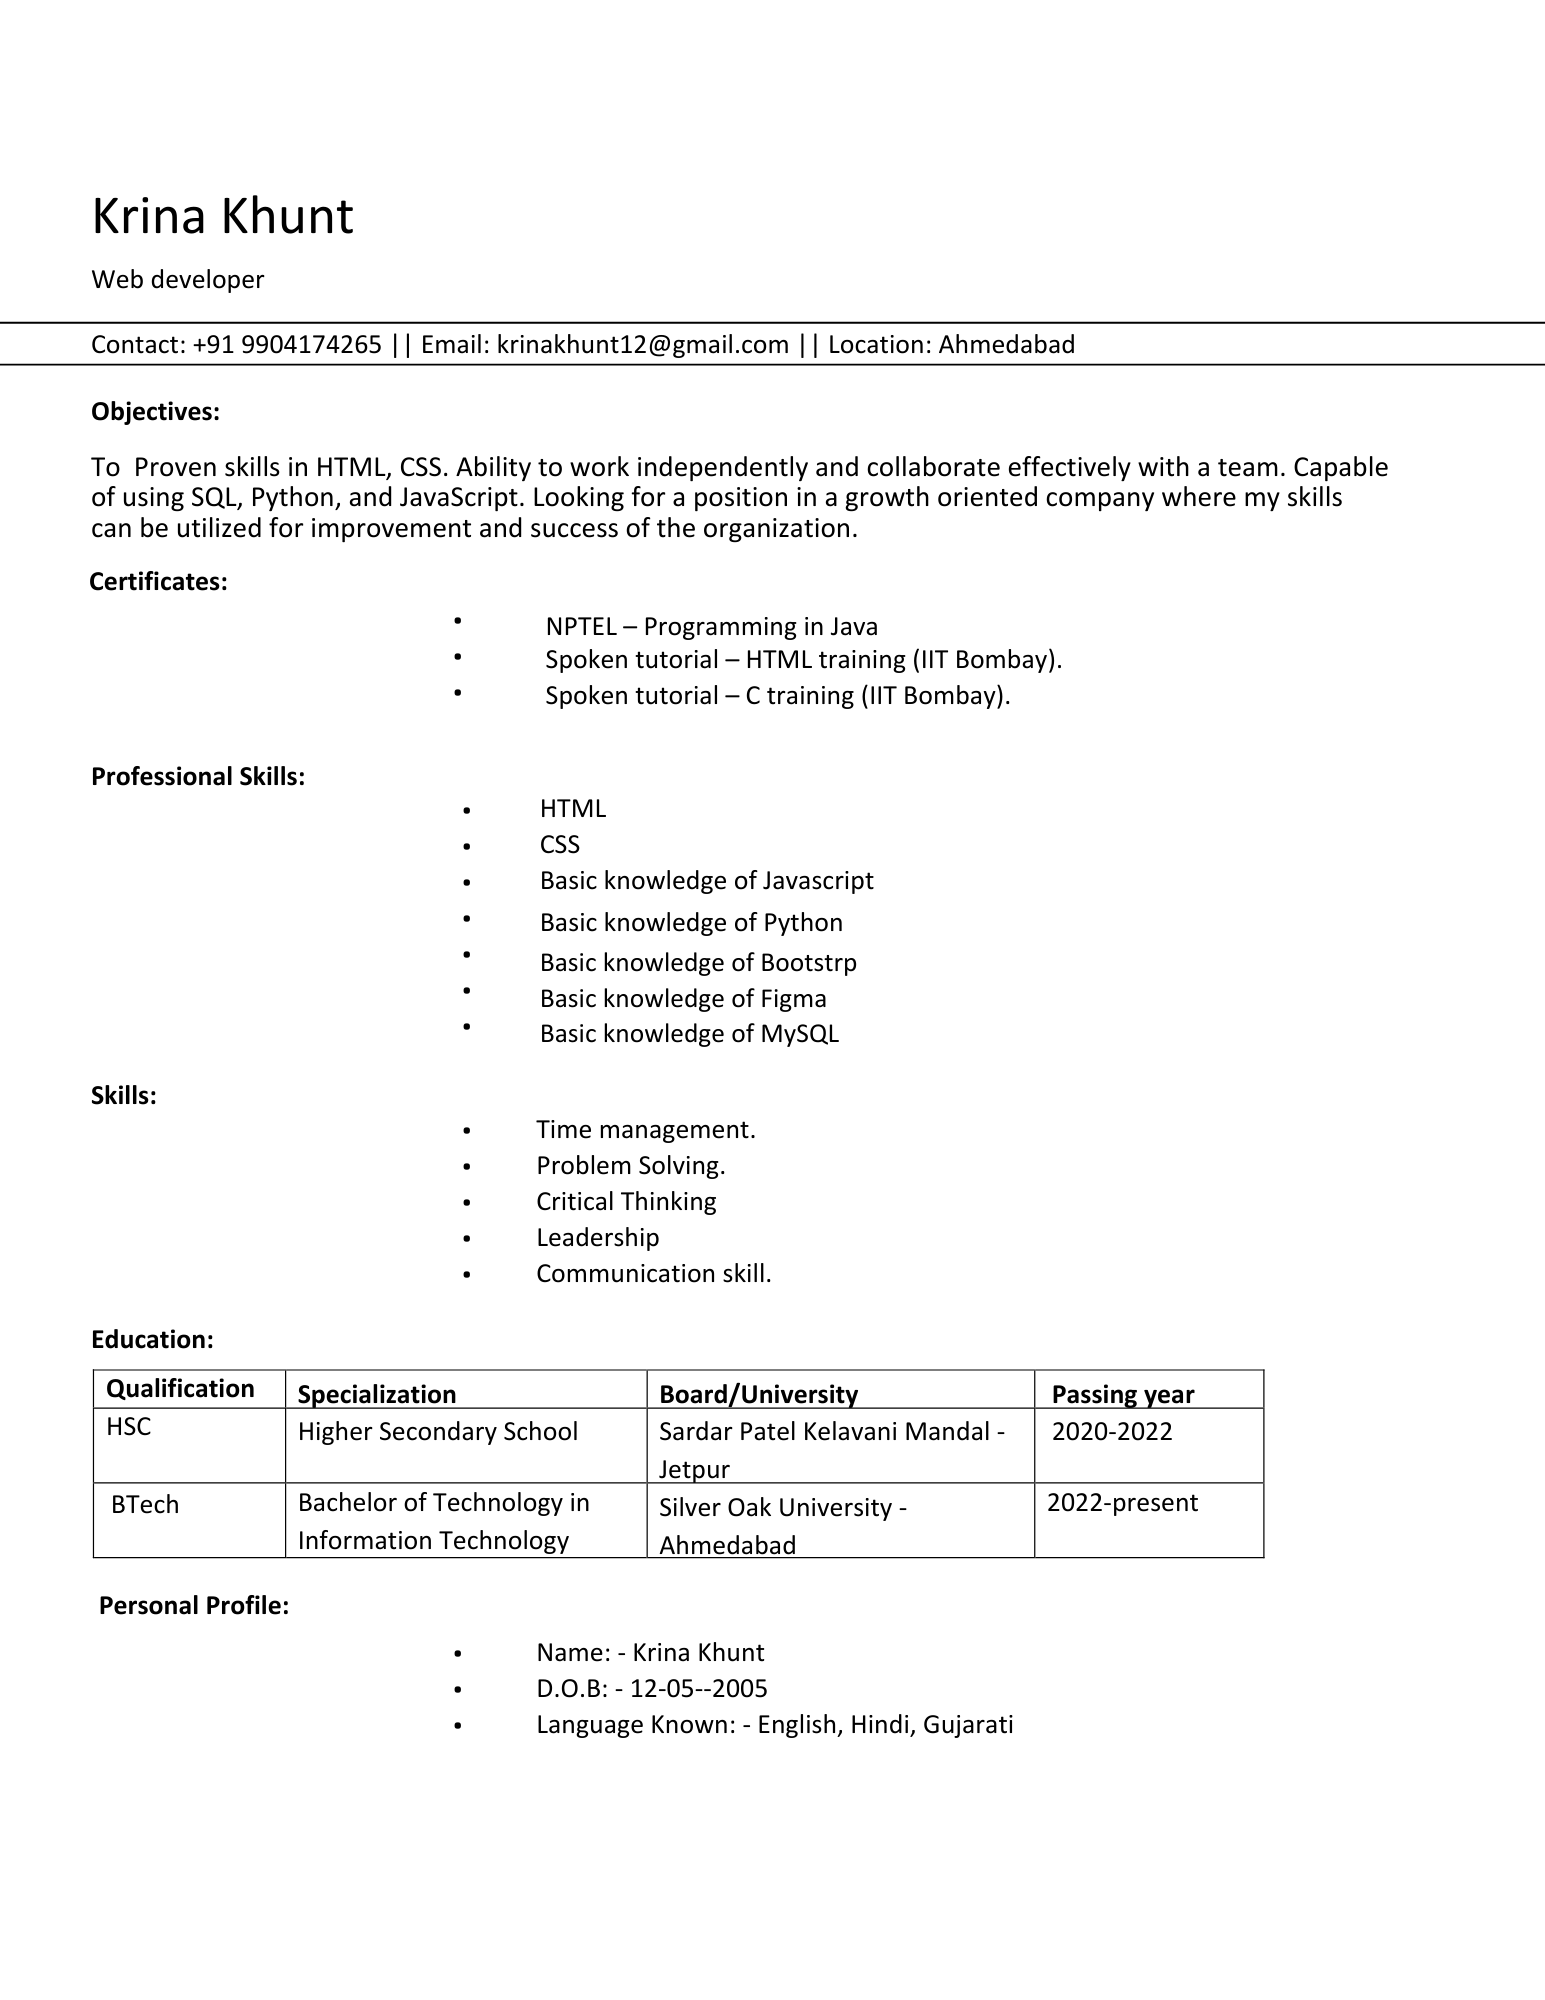 Krina Khunt
Web developer
Contact: +91 9904174265 || Email: krinakhunt12@gmail.com || Location: Ahmedabad
Objectives:
To  Proven skills in HTML, CSS. Ability to work independently and collaborate effectively with a team. Capable
of using SQL, Python, and JavaScript. Looking for a position in a growth oriented company where my skills
can be utilized for improvement and success of the organization.
Certificates:
• NPTEL – Programming in Java
• Spoken tutorial – HTML training (IIT Bombay).
• Spoken tutorial – C training (IIT Bombay).
Professional Skills:
• HTML
• CSS
• Basic knowledge of Javascript
• Basic knowledge of Python
• Basic knowledge of Bootstrp
• Basic knowledge of Figma
• Basic knowledge of MySQL
Skills:
• Time management.
• Problem Solving.
• Critical Thinking
• Leadership
• Communication skill.
Education:
Qualification Specialization Board/University Passing year
HSC Higher Secondary School Sardar Patel Kelavani Mandal - 2020-2022
Jetpur
BTech Bachelor of Technology in Silver Oak University - 2022-present
Information Technology Ahmedabad
Personal Profile:
• Name: - Krina Khunt
• D.O.B: - 12-05--2005
• Language Known: - English, Hindi, Gujarati